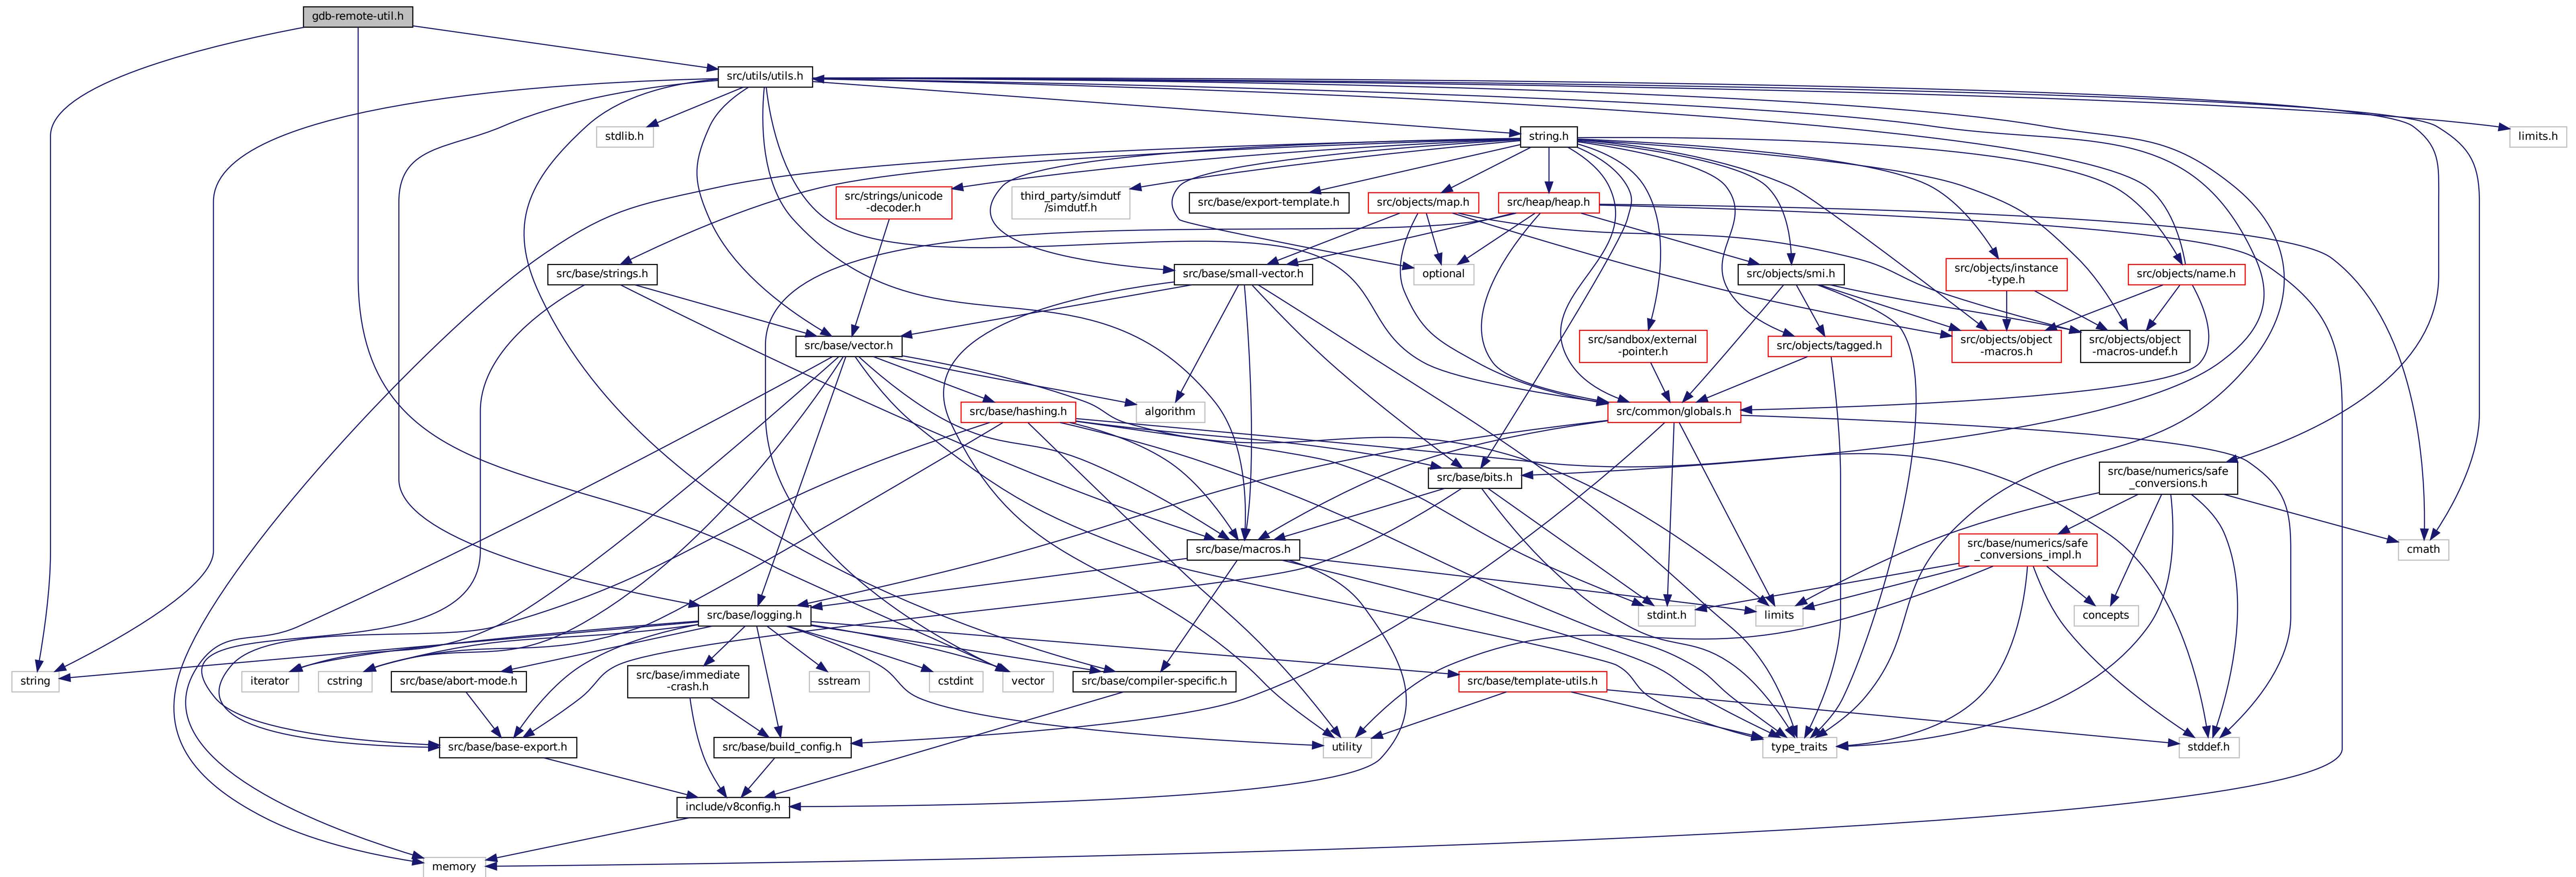 gdb-remote-util.h
src/utils/utils.h
stdlib.h
string.h
limits.h
src/strings/unicode
-decoder.h
third_party/simdutf
/simdutf.h
src/base/export-template.h
src/objects/map.h
src/heap/heap.h
src/base/strings.h
src/base/small-vector.h
optional
src/objects/smi.h
src/objects/instance
-type.h
src/objects/name.h
src/base/vector.h
src/sandbox/external
-pointer.h
src/objects/tagged.h
src/objects/object
-macros.h
src/objects/object
-macros-undef.h
src/base/hashing.h
algorithm
src/common/globals.h
src/base/bits.h
src/base/numerics/safe
_conversions.h
src/base/macros.h
src/base/numerics/safe
_conversions_impl.h
cmath
src/base/logging.h
stdint.h
limits
concepts
string
iterator
cstring
src/base/abort-mode.h
src/base/immediate
-crash.h
sstream
cstdint
vector
src/base/compiler-specific.h
src/base/template-utils.h
src/base/base-export.h
src/base/build_config.h
utility
type_traits
stddef.h
include/v8config.h
memory